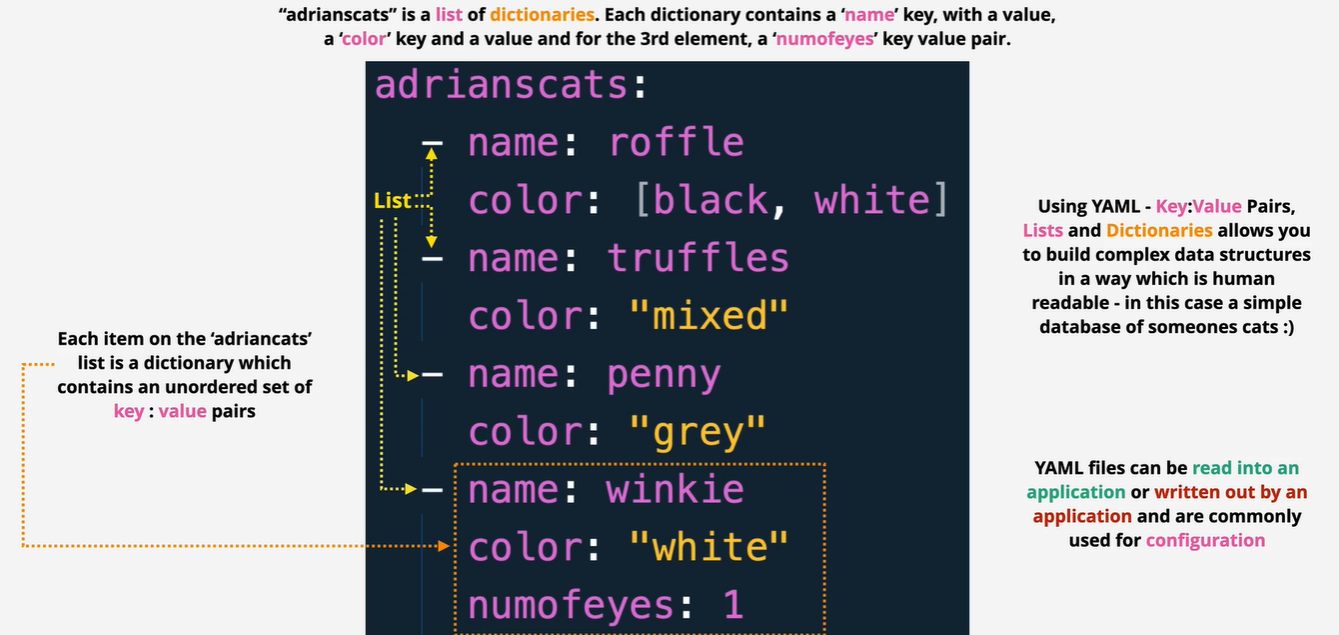 “adrianscats” is a list of dictionaries. Each dictionary contains a ‘name’ key, with a value,
a ‘color’ key and a value and for the 3rd element, a ‘numofeyes’ key value pair.
adrianscats:
– name: roffle
List
color: [black, white]
– name: truffles
color: "mixed"
– name: penny
color: "grey"
– name: winkie
color: "white"
numofeyes: 1
Each item on the ‘adriancats’
list is a dictionary which
contains an unordered set of
key : value pairs
Using YAML - Key:Value Pairs,
Lists and Dictionaries allows you
to build complex data structures
in a way which is human
readable - in this case a simple
database of someones cats :)
YAML files can be read into an
application or written out by an
application and are commonly
used for configuration